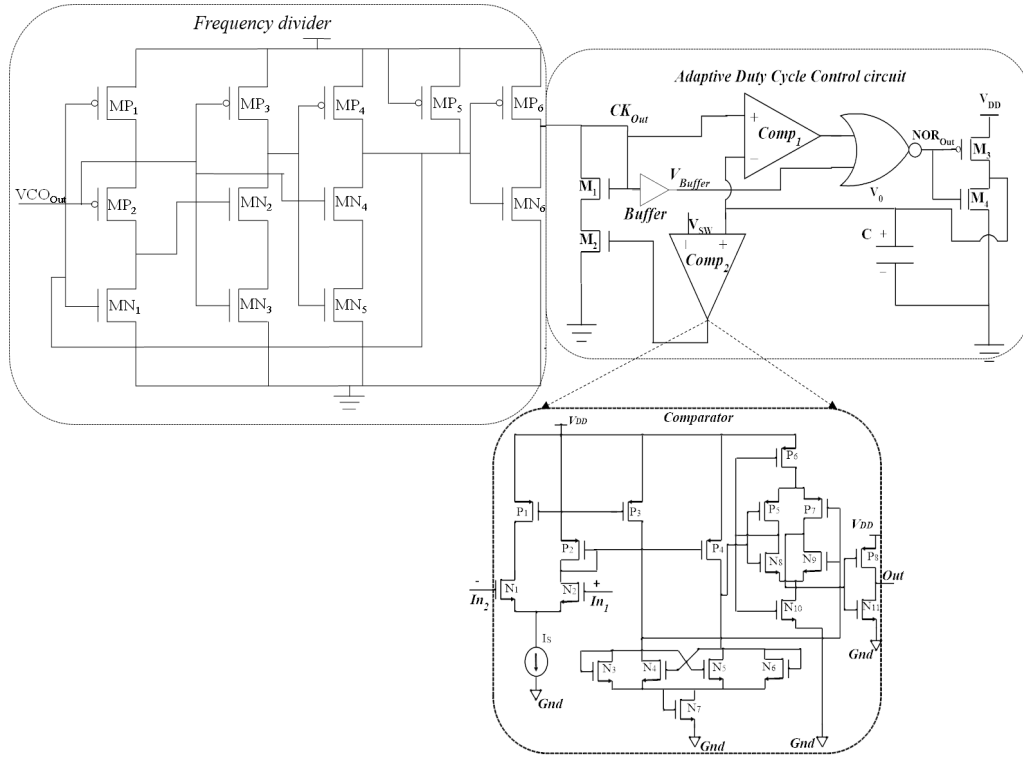 Frequency divider
MP1
MP3
MP4
MP5
MP6
VCOOut
MP2
MN2
MN4
MN6
MN1
MN3
MN5
Adaptive Duty Cycle Control circuit
CKOut
+
-
Comp1
NOROut
VDD
M3
M4
M1
Buffer
VBuffer
V0
VSW
M2
-
+
Comp2
C
+
-
Comparator
VDD
P6
P1
P3
P5
P7
P2
P4
VDD
P8
N8
N9
Out
-
In2
N1
N2
+
In1
N10
N11
IS
Gnd
Gnd
N3
N4
N5
N6
N7
Gnd
Gnd